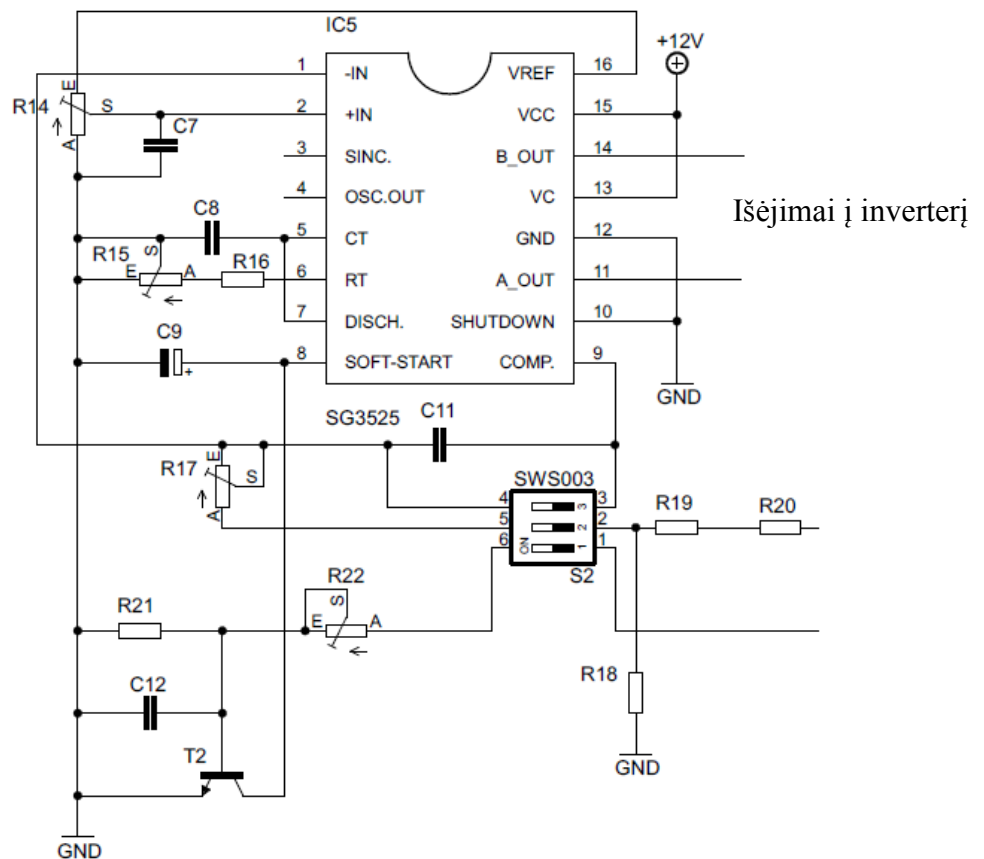 IC5
+12V
1 -IN VREF 16
R14 E S A
2 +IN VCC 15
C7
3 SINC. B_OUT 14
4 OSC.OUT VC 13
Išėjimai į inverterį
C8
5 CT GND 12
R15 S E A R16
6 RT A_OUT 11
7 DISCH. SHUTDOWN 10
C9 +
8 SOFT-START COMP. 9
GND
SG3525 C11
R17 E S A
SWS003
4 3 3
5 2 2
6 ON 1 1
S2
R19 R20
R22 S E A
R21
R18
C12
T2
GND
GND